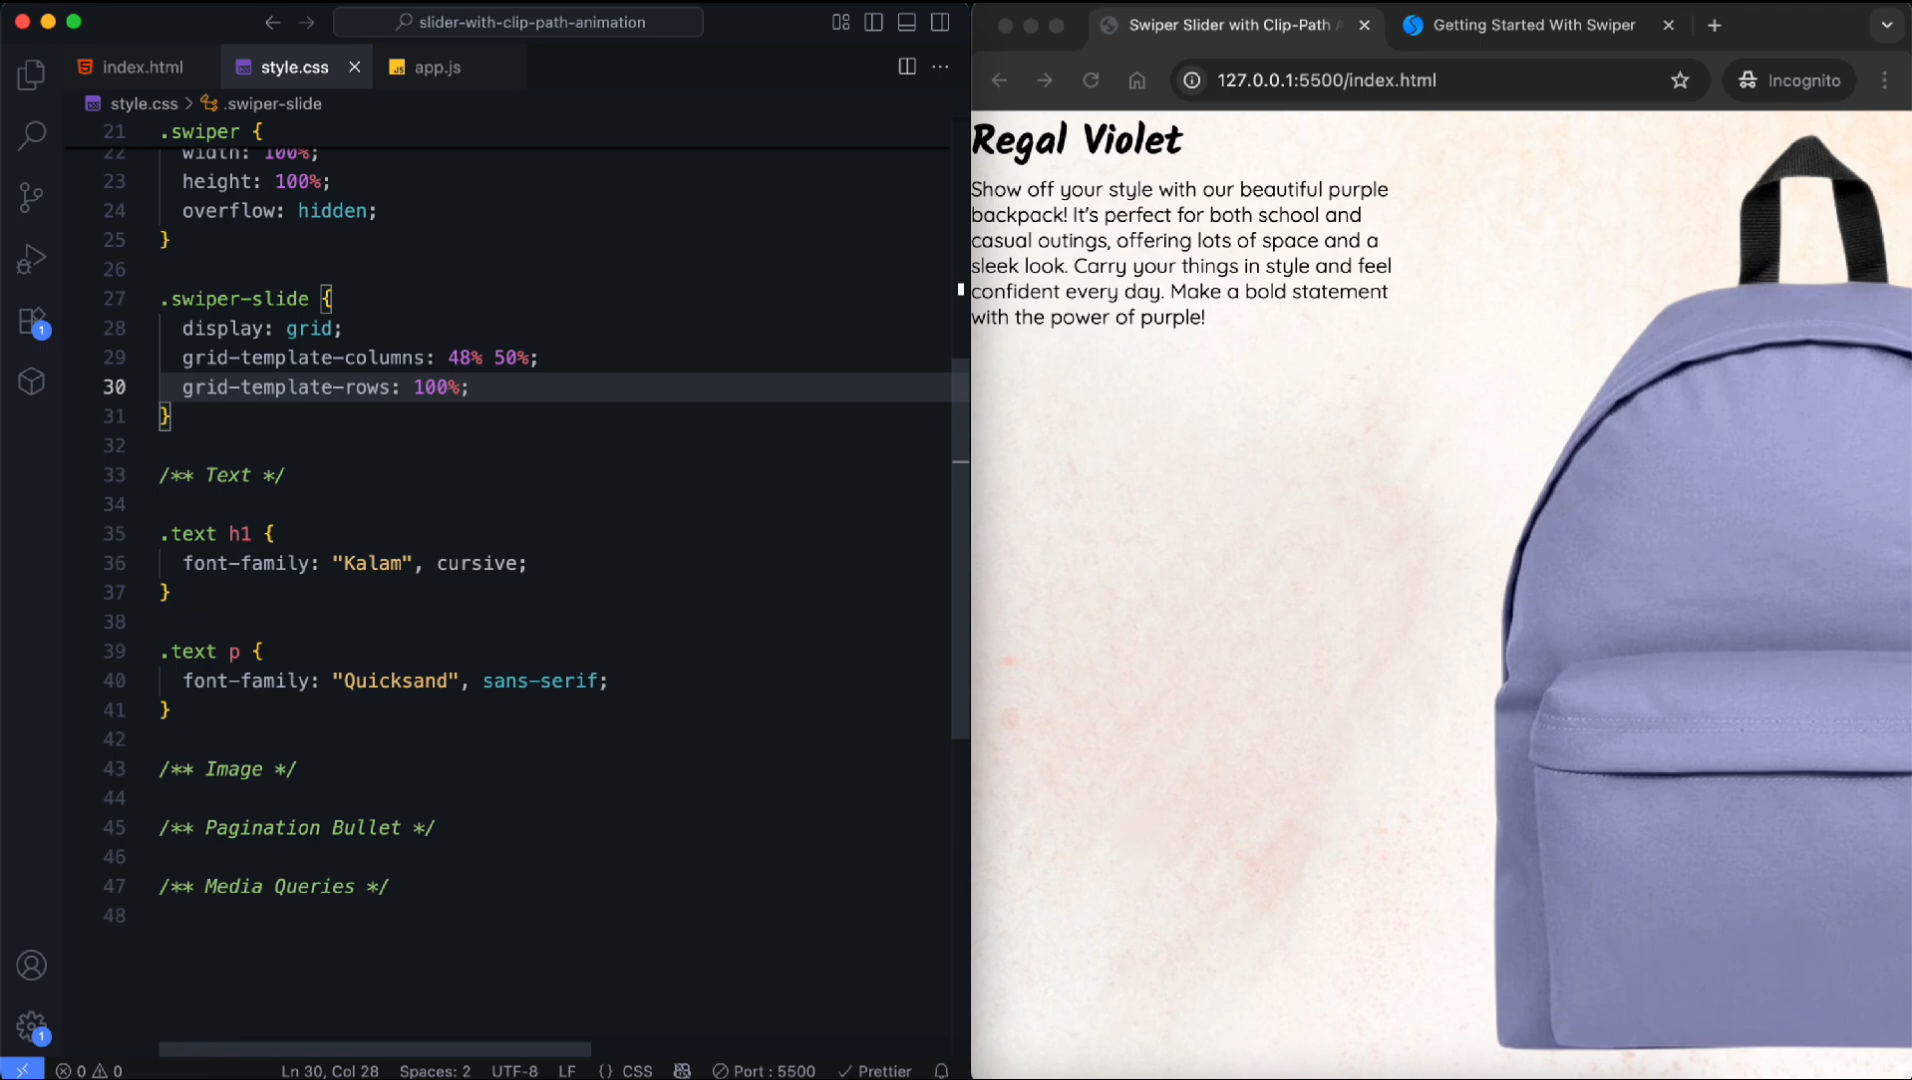 slider-with-clip-path-animation
index.html
style.css
app.js
style.css > .swiper-slide
21 .swiper {
22 width: 100%;
23 height: 100%;
24 overflow: hidden;
25 }
26
27 .swiper-slide {
28 display: grid;
29 grid-template-columns: 48% 50%;
30 grid-template-rows: 100%;
31 }
32
33 /** Text */
34
35 .text h1 {
36 font-family: "Kalam", cursive;
37 }
38
39 .text p {
40 font-family: "Quicksand", sans-serif;
41 }
42
43 /** Image */
44
45 /** Pagination Bullet */
46
47 /** Media Queries */
48
1
1
0 0
Ln 30, Col 28
Spaces: 2
UTF-8
LF
{} CSS
Port : 5500
Prettier
Swiper Slider with Clip-Path
Getting Started With Swiper
127.0.0.1:5500/index.html
Incognito
Regal Violet
Show off your style with our beautiful purple
backpack! It's perfect for both school and
casual outings, offering lots of space and a
sleek look. Carry your things in style and feel
confident every day. Make a bold statement
with the power of purple!